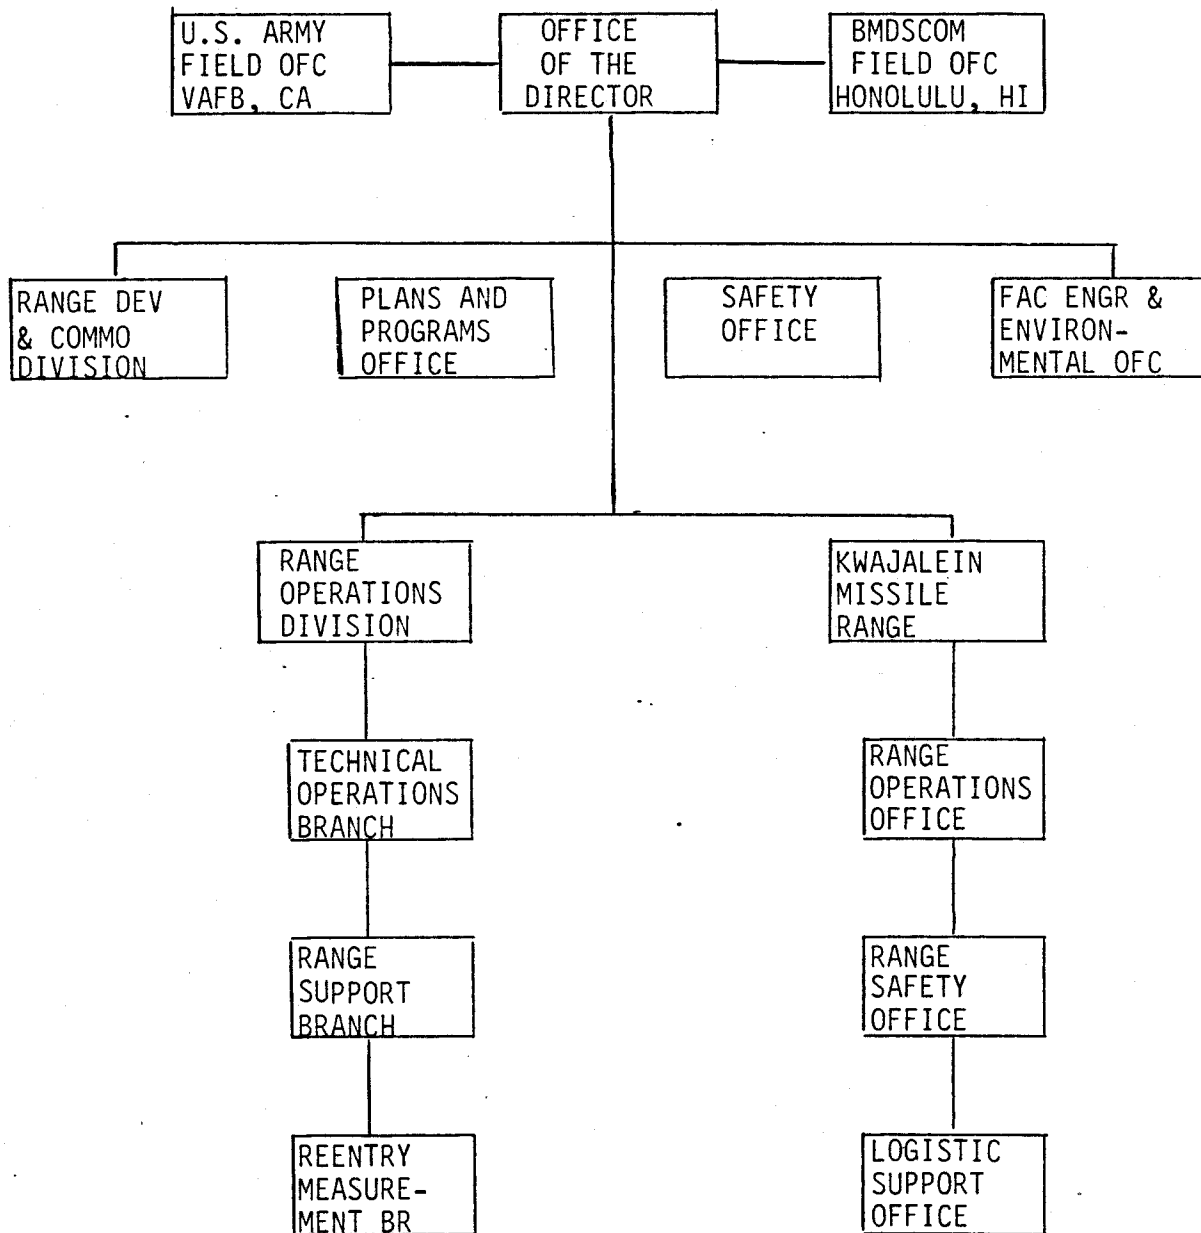 U.S. ARMY
FIELD OFC
VAFB, CA
OFFICE
OF THE
DIRECTOR
BMDSCOM
FIELD OFC
HONOLULU, HI
RANGE DEV
& COMMO
DIVISION
PLANS AND
PROGRAMS
OFFICE
SAFETY
OFFICE
FAC ENGR &
ENVIRON-
MENTAL OFC
RANGE
OPERATIONS
DIVISION
KWAJALEIN
MISSILE
RANGE
TECHNICAL
OPERATIONS
BRANCH
RANGE
OPERATIONS
OFFICE
RANGE
SUPPORT
BRANCH
RANGE
SAFETY
OFFICE
REENTRY
MEASURE-
MENT BR
LOGISTIC
SUPPORT
OFFICE